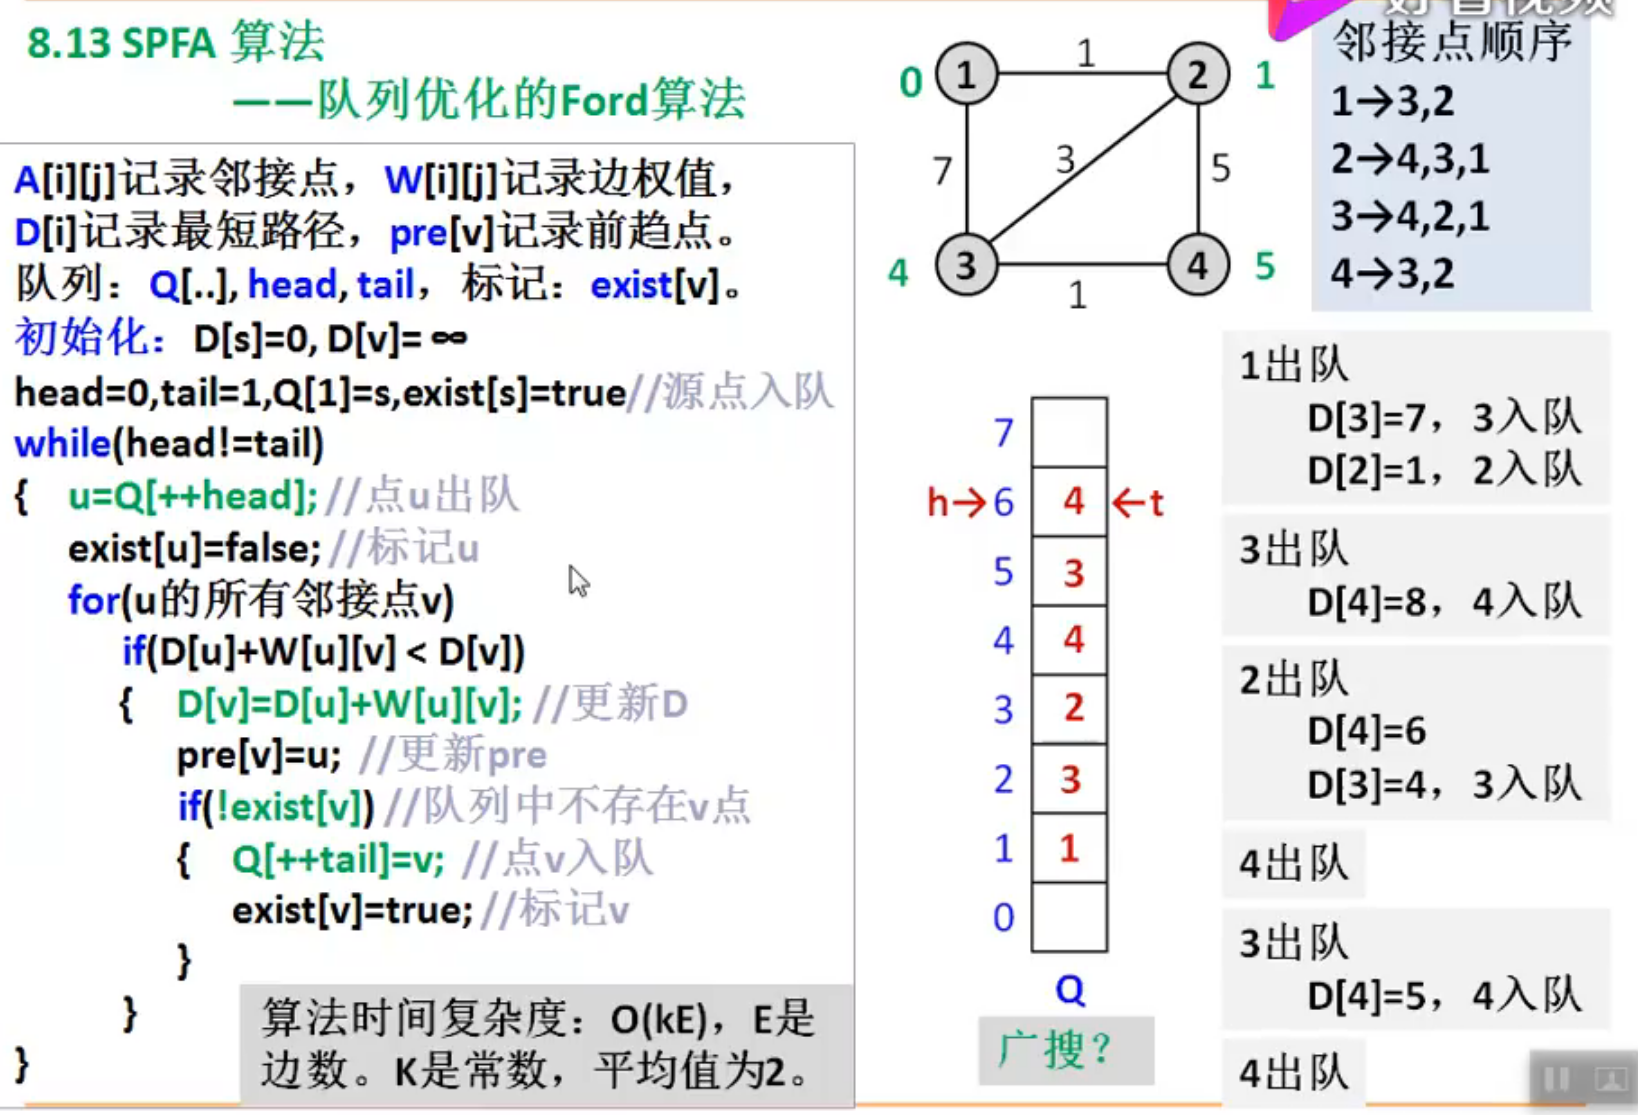 好看视频
8.13 SPFA 算法
——队列优化的Ford算法
A[i][j]记录邻接点，W[i][j]记录边权值，
D[i]记录最短路径，pre[v]记录前趋点。
队列：Q[..], head, tail，标记：exist[v]。
初始化：D[s]=0, D[v]= ∞
head=0,tail=1,Q[1]=s,exist[s]=true//源点入队
while(head!=tail)
{ u=Q[++head]; //点u出队
exist[u]=false; //标记u
for(u的所有邻接点v)
if(D[u]+W[u][v] < D[v])
{ D[v]=D[u]+W[u][v]; //更新D
pre[v]=u; //更新pre
if(!exist[v]) //队列中不存在v点
{ Q[++tail]=v; //点v入队
exist[v]=true; //标记v
}
}
}
算法时间复杂度：O(kE)，E是
边数。K是常数，平均值为2。
0 1 1 2 1
7 3 5
4 3 4 5
1
7
h→6 4 ←t
5 3
4 4
3 2
2 3
1 1
0
Q
广搜？
邻接点顺序
1→3,2
2→4,3,1
3→4,2,1
4→3,2
1出队
D[3]=7，3入队
D[2]=1，2入队
3出队
D[4]=8，4入队
2出队
D[4]=6
D[3]=4，3入队
4出队
3出队
D[4]=5，4入队
4出队